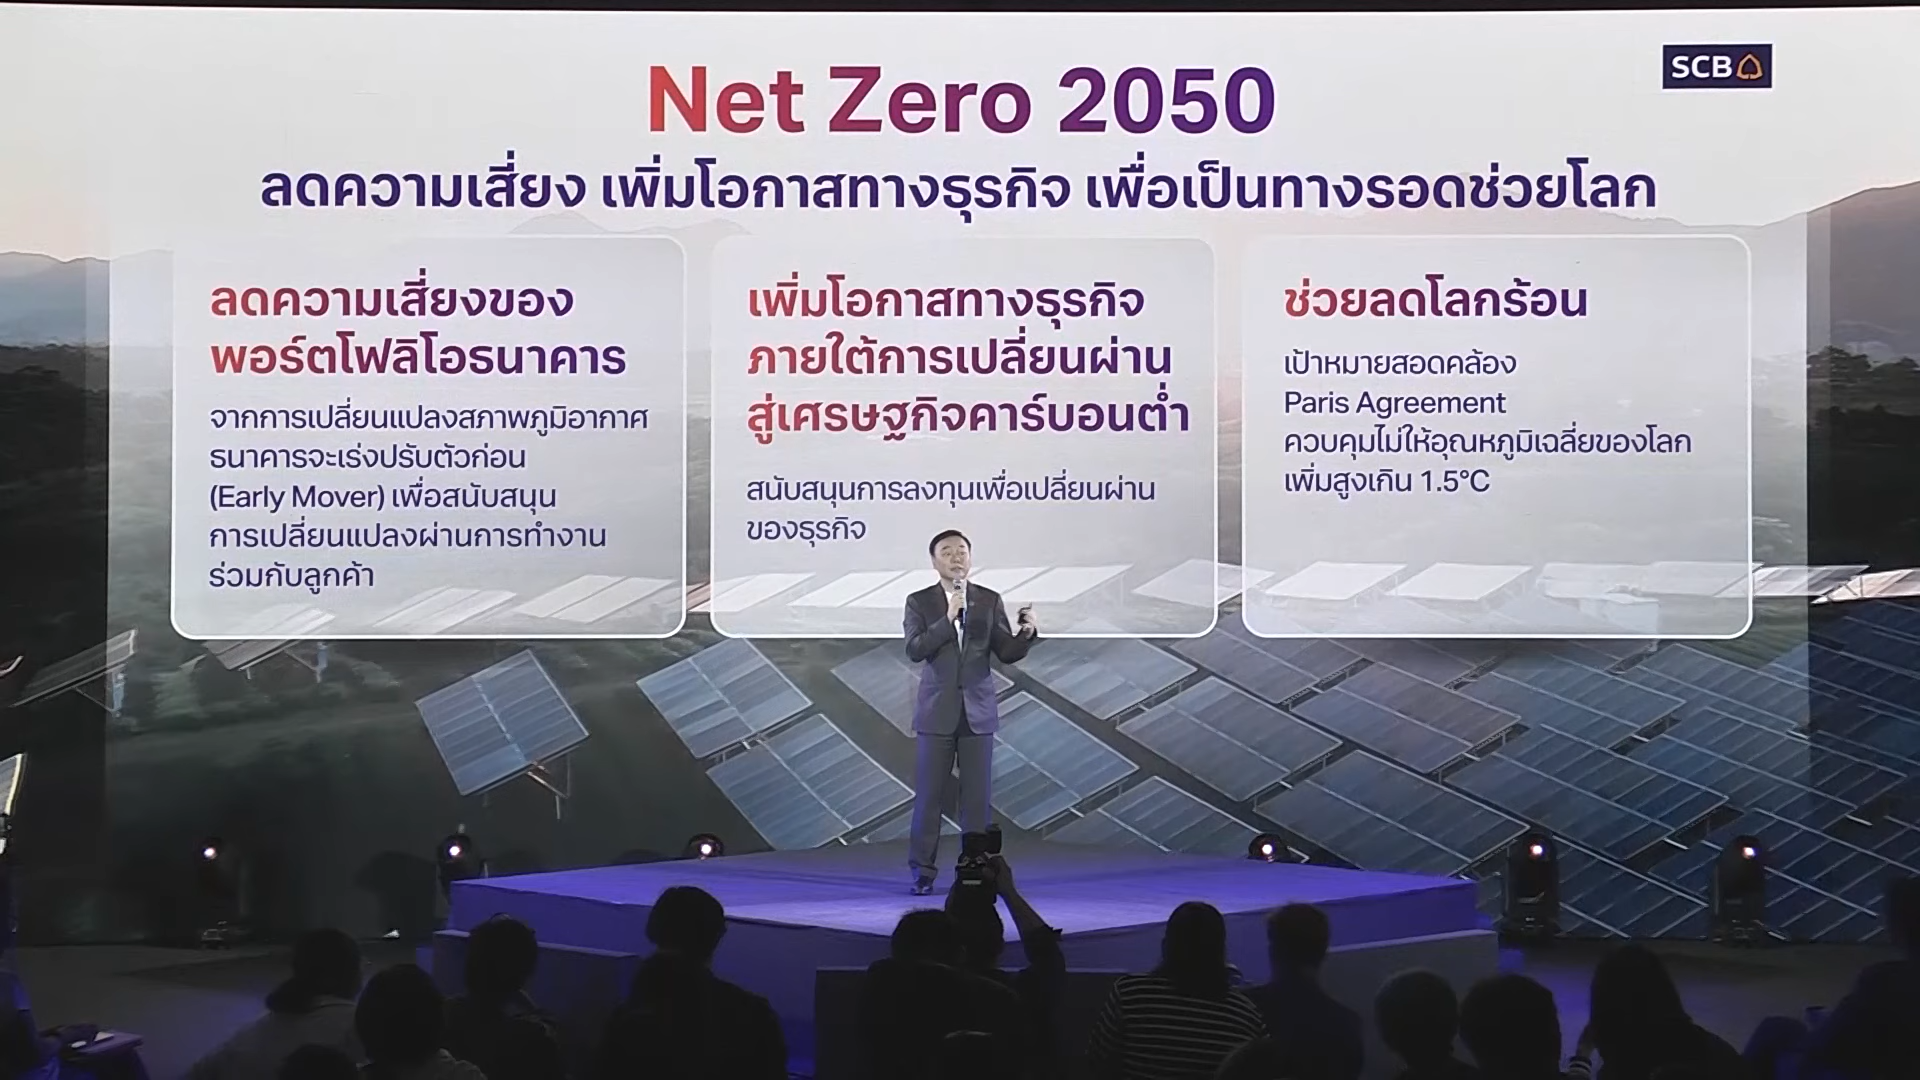 SCB
Net Zero 2050
ลดความเสี่ยง เพิ่มโอกาสทางธุรกิจ เพื่อเป็นทางรอดช่วยโลก
ลดความเสี่ยงของ
พอร์ตโฟลิโอธนาคาร
จากการเปลี่ยนแปลงสภาพภูมิอากาศ
ธนาคารจะเร่งปรับตัวก่อน
(Early Mover) เพื่อสนับสนุน
การเปลี่ยนแปลงผ่านการทำงาน
ร่วมกับลูกค้า
เพิ่มโอกาสทางธุรกิจ
ภายใต้การเปลี่ยนผ่าน
สู่เศรษฐกิจคาร์บอนต่ำ
สนับสนุนการลงทุนเพื่อเปลี่ยนผ่าน
ของธุรกิจ
ช่วยลดโลกร้อน
เป้าหมายสอดคล้อง
Paris Agreement
ควบคุมไม่ให้อุณหภูมิเฉลี่ยของโลก
เพิ่มสูงเกิน 1.5°C